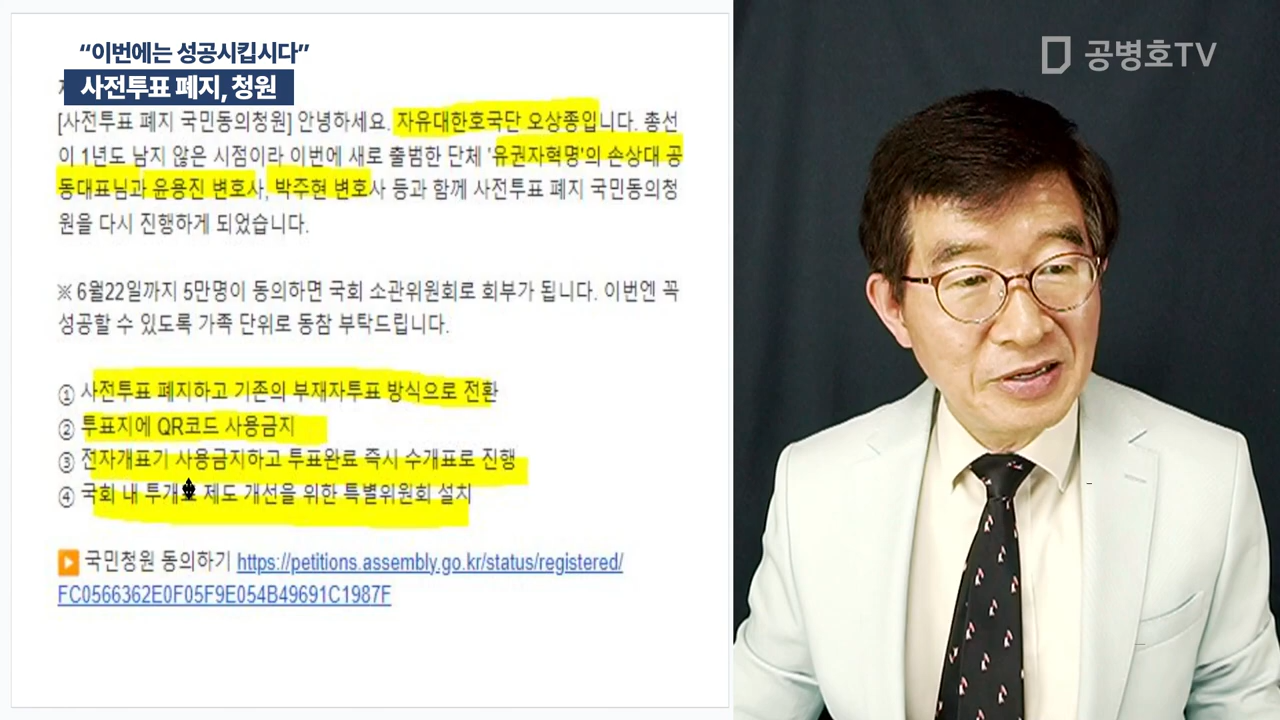 “이번에는 성공시킵시다”
사전투표 폐지, 청원
공병호TV
[사전투표 폐지 국민동의청원] 안녕하세요. 자유대한호국단 오상종입니다. 총선
이 1년도 남지 않은 시점이라 이번에 새로 출범한 단체 '유권자혁명'의 손상대 공
동대표님과 윤용진 변호사, 박주현 변호사 등과 함께 사전투표 폐지 국민동의청
원을 다시 진행하게 되었습니다.
※ 6월22일까지 5만명이 동의하면 국회 소관위원회로 회부가 됩니다. 이번엔 꼭
성공할 수 있도록 가족 단위로 동참 부탁드립니다.
① 사전투표 폐지하고 기존의 부재자투표 방식으로 전환
② 투표지에 QR코드 사용금지
③ 전자개표기 사용금지하고 투표완료 즉시 수개표로 진행
④ 국회 내 투개표 제도 개선을 위한 특별위원회 설치
국민청원 동의하기 https://petitions.assembly.go.kr/status/registered/
FC0566362E0F05F9E054B49691C1987F